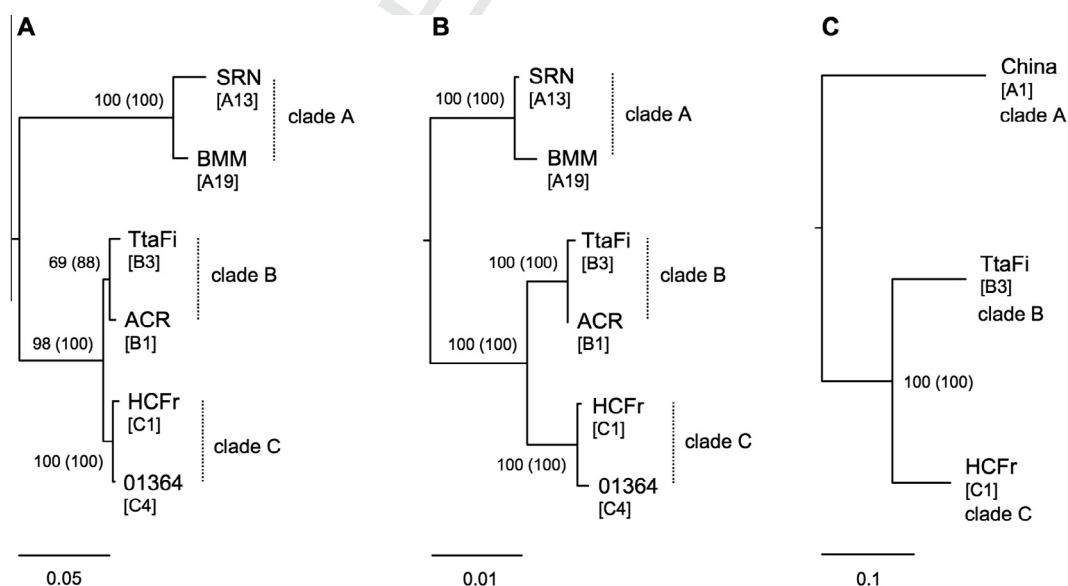 A
SRN
[A13]
100 (100)
clade A
BMM
[A19]
TtaFi
[B3]
69 (88)
clade B
ACR
[B1]
98 (100)
HCFr
[C1]
clade C
100 (100)
01364
[C4]
0.05
B
SRN
[A13]
100 (100)
clade A
BMM
[A19]
TtaFi
[B3]
100 (100)
clade B
ACR
[B1]
100 (100)
HCFr
[C1]
clade C
100 (100)
01364
[C4]
0.01
C
China
[A1]
clade A
TtaFi
[B3]
clade B
100 (100)
HCFr
[C1]
clade C
0.1